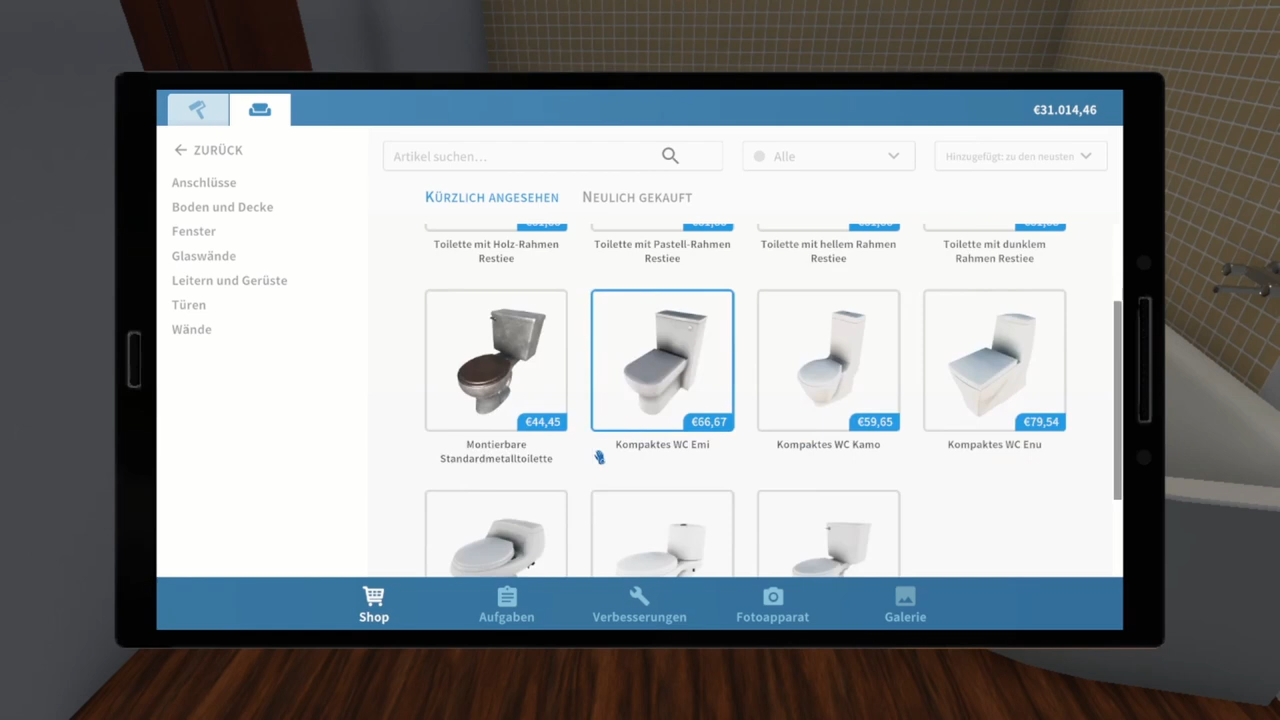 €31.014,46
ZURÜCK
Anschlüsse
Boden und Decke
Fenster
Glaswände
Leitern und Gerüste
Türen
Wände
Artikel suchen...
Alle
Hinzugefügt: zu den neusten
KÜRZLICH ANGESEHEN
NEULICH GEKAUFT
Toilette mit Holz-Rahmen
Restiee
Toilette mit Pastell-Rahmen
Restiee
Toilette mit hellem Rahmen
Restiee
Toilette mit dunklem
Rahmen Restiee
€44,45
€66,67
€59,65
€79,54
Montierbare
Standardmetalltoilette
Kompaktes WC Emi
Kompaktes WC Kamo
Kompaktes WC Enu
Shop
Aufgaben
Verbesserungen
Fotoapparat
Galerie